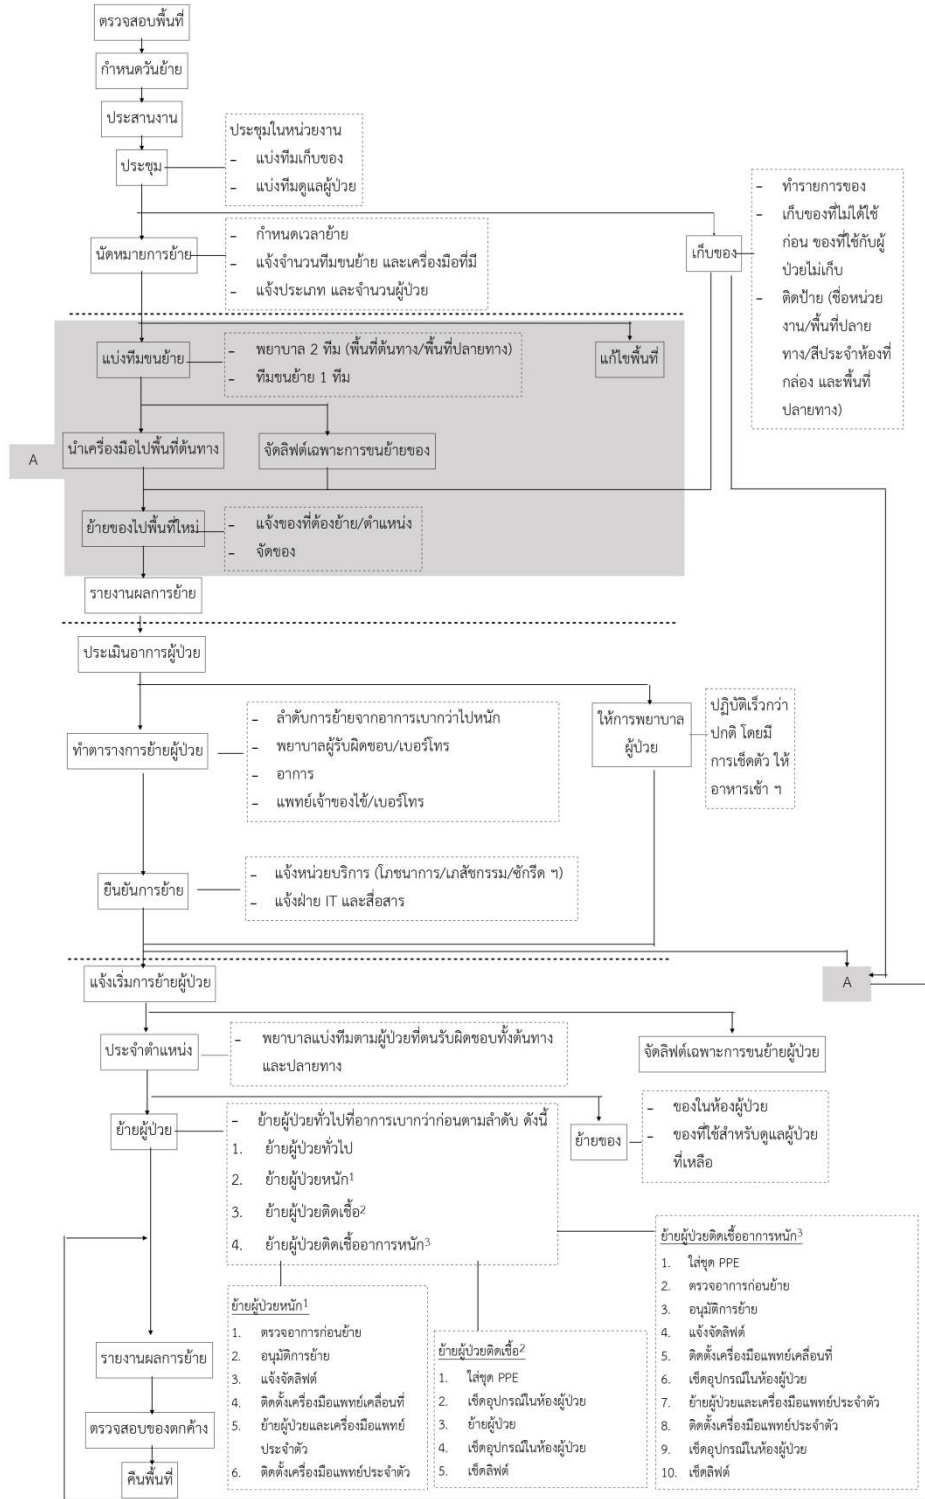 ตรวจสอบพื้นที่
กำหนดวันย้าย
ประสานงาน
ประชุม
ประชุมในหน่วยงาน
- แบ่งทีมเก็บของ
- แบ่งทีมดูแลผู้ป่วย
นัดหมายการย้าย
- กำหนดเวลาย้าย
- แจ้งจำนวนทีมขนย้าย และเครื่องมือที่มี
- แจ้งประเภท และจำนวนผู้ป่วย
เก็บของ
- ทำรายการของ
- เก็บของที่ไม่ได้ใช้
ก่อน ของที่ใช้กับผู้
ป่วยไม่เก็บ
- ติดป้าย (ชื่อหน่วย
งาน/พื้นที่ปลาย
ทาง/สีประจำห้องที่
กล่อง และพื้นที่
ปลายทาง)
แบ่งทีมขนย้าย
- พยาบาล 2 ทีม (พื้นที่ต้นทาง/พื้นที่ปลายทาง)
- ทีมขนย้าย 1 ทีม
แก้ไขพื้นที่
A
นำเครื่องมือไปพื้นที่ต้นทาง
จัดลิฟต์เฉพาะการขนย้ายของ
ย้ายของไปพื้นที่ใหม่
- แจ้งของที่ต้องย้าย/ตำแหน่ง
- จัดของ
รายงานผลการย้าย
ประเมินอาการผู้ป่วย
ทำตารางการย้ายผู้ป่วย
- ลำดับการย้ายจากอาการเบากว่าไปหนัก
- พยาบาลผู้รับผิดชอบ/เบอร์โทร
- อาการ
- แพทย์เจ้าของไข้/เบอร์โทร
ให้การพยาบาล
ผู้ป่วย
ปฏิบัติเร็วกว่า
ปกติ โดยมี
การเช็ดตัว ให้
อาหารเช้า ฯ
ยืนยันการย้าย
- แจ้งหน่วยบริการ (โภชนาการ/เภสัชกรรม/ซักรีด ฯ)
- แจ้งฝ่าย IT และสื่อสาร
แจ้งเริ่มการย้ายผู้ป่วย
A
ประจำตำแหน่ง
- พยาบาลแบ่งทีมตามผู้ป่วยที่ตนรับผิดชอบทั้งต้นทาง
และปลายทาง
จัดลิฟต์เฉพาะการขนย้ายผู้ป่วย
ย้ายผู้ป่วย
- ย้ายผู้ป่วยทั่วไปที่อาการเบากว่าก่อนตามลำดับ ดังนี้
1. ย้ายผู้ป่วยทั่วไป
2. ย้ายผู้ป่วยหนัก1
3. ย้ายผู้ป่วยติดเชื้อ2
4. ย้ายผู้ป่วยติดเชื้ออาการหนัก3
ย้ายของ
- ของในห้องผู้ป่วย
- ของที่ใช้สำหรับดูแลผู้ป่วย
ที่เหลือ
ย้ายผู้ป่วยหนัก1
1. ตรวจอาการก่อนย้าย
2. อนุมัติการย้าย
3. แจ้งจัดลิฟต์
4. ติดตั้งเครื่องมือแพทย์เคลื่อนที่
5. ย้ายผู้ป่วยและเครื่องมือแพทย์
ประจำตัว
6. ติดตั้งเครื่องมือแพทย์ประจำตัว
ย้ายผู้ป่วยติดเชื้อ2
1. ใส่ชุด PPE
2. เช็ดอุปกรณ์ในห้องผู้ป่วย
3. ย้ายผู้ป่วย
4. เช็ดอุปกรณ์ในห้องผู้ป่วย
5. เช็ดลิฟต์
ย้ายผู้ป่วยติดเชื้ออาการหนัก3
1. ใส่ชุด PPE
2. ตรวจอาการก่อนย้าย
3. อนุมัติการย้าย
4. แจ้งจัดลิฟต์
5. ติดตั้งเครื่องมือแพทย์เคลื่อนที่
6. เช็ดอุปกรณ์ในห้องผู้ป่วย
7. ย้ายผู้ป่วยและเครื่องมือแพทย์ประจำตัว
8. ติดตั้งเครื่องมือแพทย์ประจำตัว
9. เช็ดอุปกรณ์ในห้องผู้ป่วย
10. เช็ดลิฟต์
รายงานผลการย้าย
ตรวจสอบของตกค้าง
คืนพื้นที่